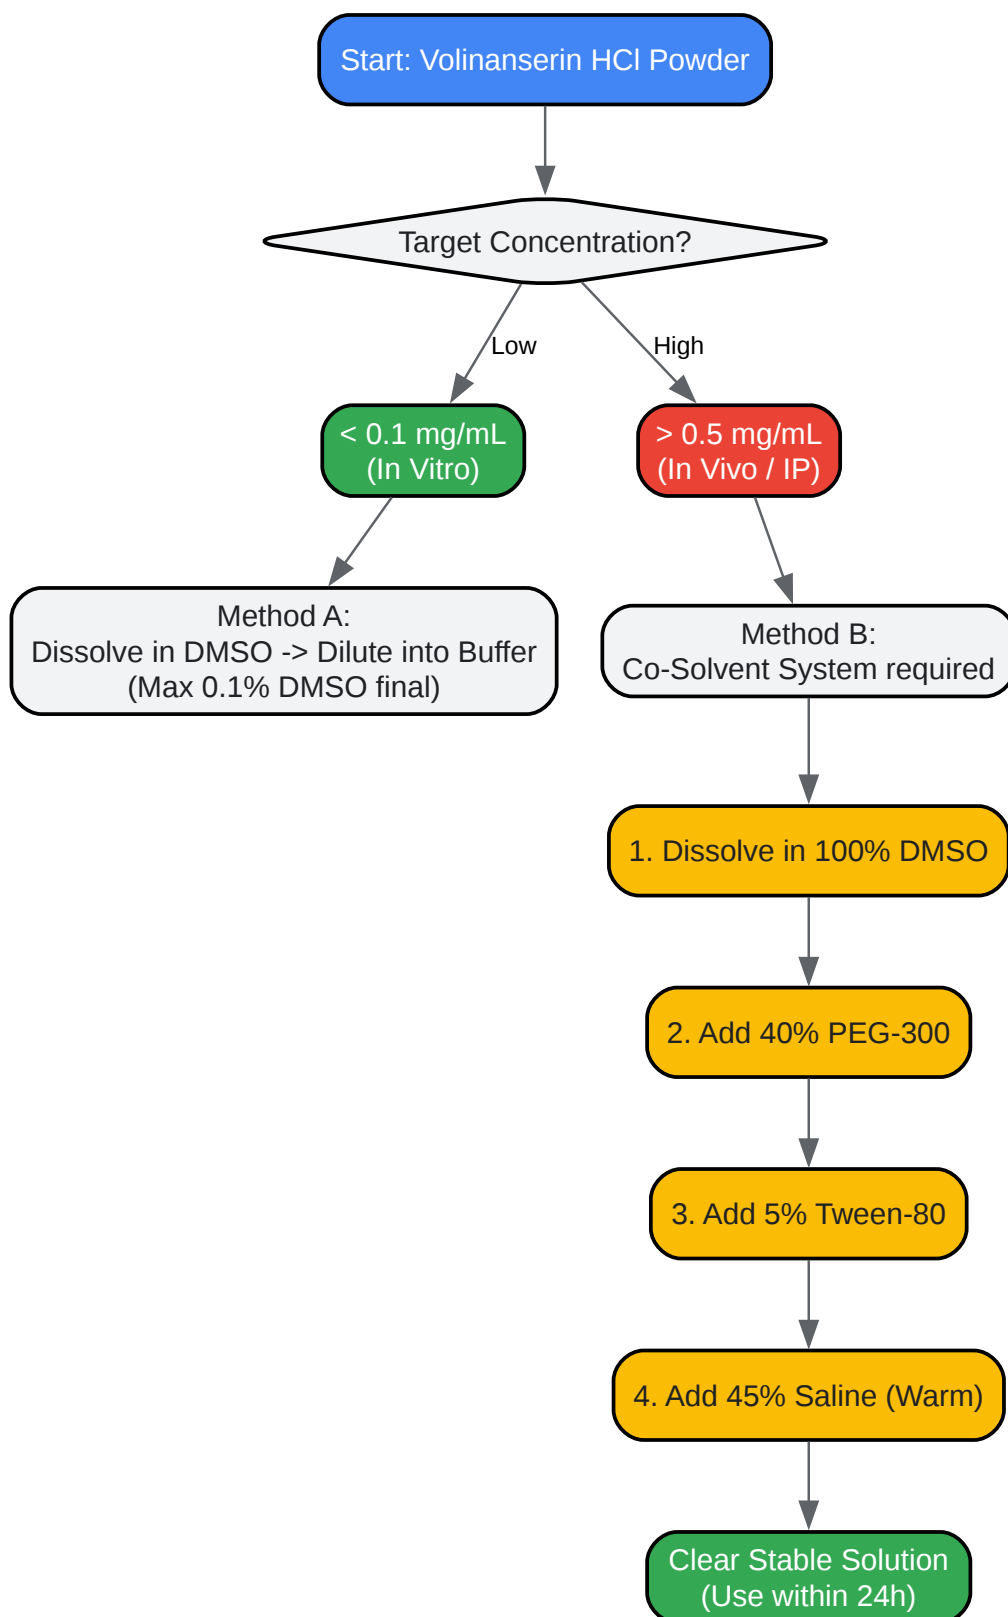 Start: Volinanserin HCl Powder
Target Concentration?
Low
High
< 0.1 mg/mL
(In Vitro)
> 0.5 mg/mL
(In Vivo / IP)
Method A:
Dissolve in DMSO -> Dilute into Buffer
(Max 0.1% DMSO final)
Method B:
Co-Solvent System required
1. Dissolve in 100% DMSO
2. Add 40% PEG-300
3. Add 5% Tween-80
4. Add 45% Saline (Warm)
Clear Stable Solution
(Use within 24h)